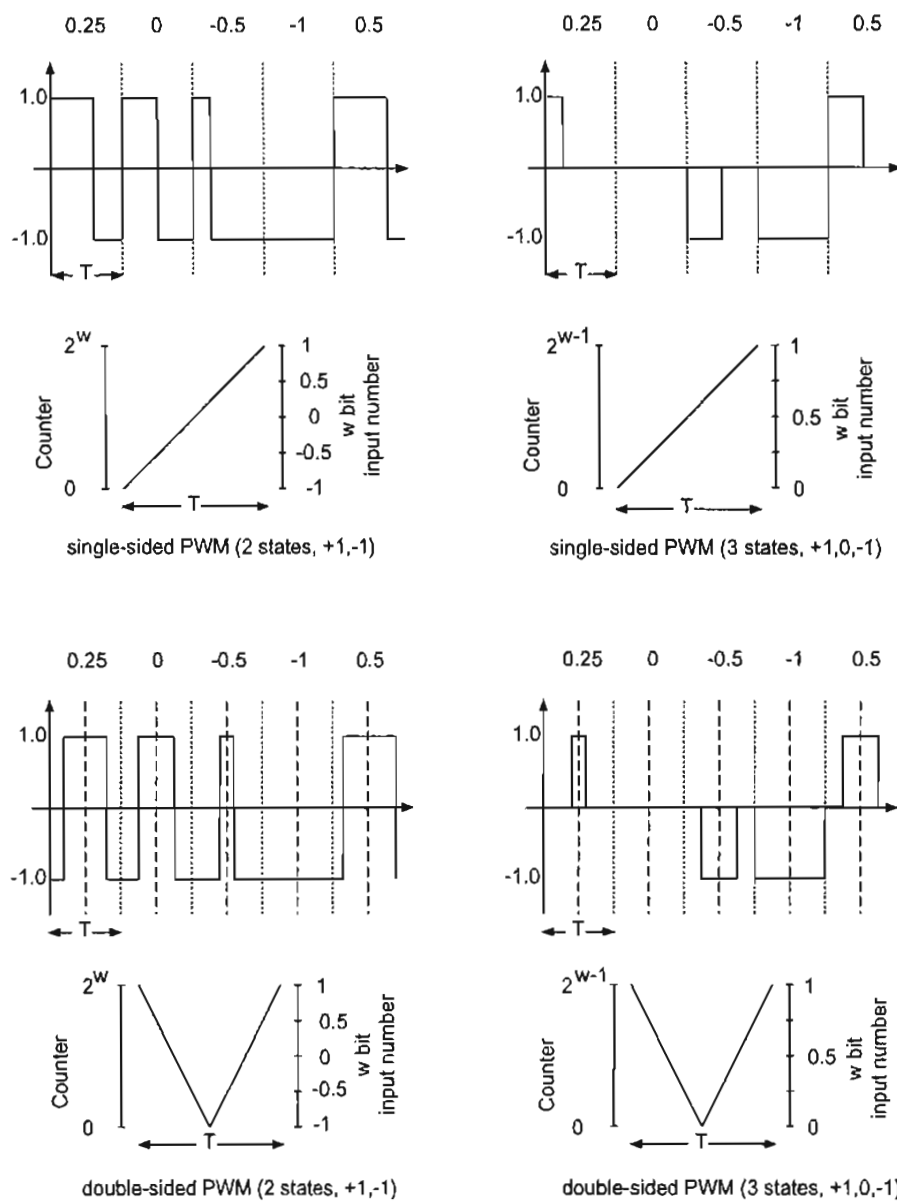 0.25 0 -0.5 -1 0.5
1.0
-1.0
T
2^W
Counter
0
T
1
0.5
0
-0.5
-1
w bit
input number
single-sided PWM (2 states, +1,-1)
0.25 0 -0.5 -1 0.5
1.0
-1.0
T
2^W-1
Counter
0
T
1
0.5
0
w bit
input number
single-sided PWM (3 states, +1,0,-1)
0.25 0 -0.5 -1 0.5
1.0
-1.0
T
2^W
Counter
0
T
1
0.5
0
-0.5
-1
w bit
input number
double-sided PWM (2 states, +1,-1)
0.25 0 -0.5 -1 0.5
1.0
-1.0
T
2^W-1
Counter
0
T
1
0.5
0
w bit
input number
double-sided PWM (3 states, +1,0,-1)